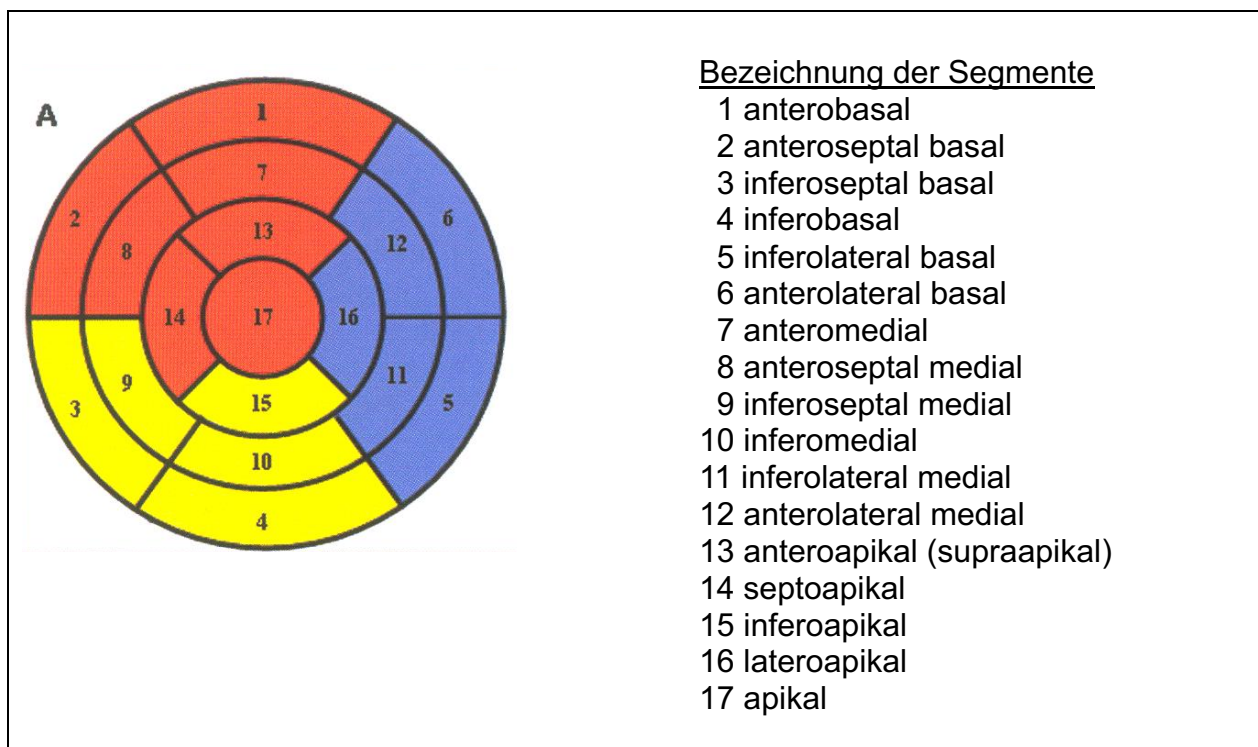 A
1
7
2
6
13
8
12
14
17
16
9
11
15
3
5
10
4
Bezeichnung der Segmente
1 anterobasal
2 anteroseptal basal
3 inferoseptal basal
4 inferobasal
5 inferolateral basal
6 anterolateral basal
7 anteromedial
8 anteroseptal medial
9 inferoseptal medial
10 inferomedial
11 inferolateral medial
12 anterolateral medial
13 anteroapikal (supraapikal)
14 septoapikal
15 inferoapikal
16 lateroapikal
17 apikal